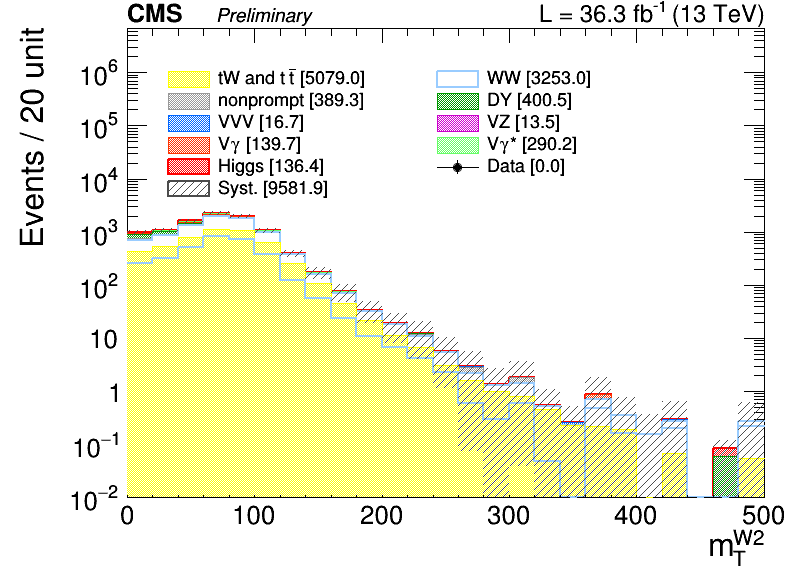 CMS Preliminary L = 36.3 fb⁻¹ (13 TeV)
Events / 20 unit
10⁶
10⁵
10⁴
10³
10²
10
1
10⁻¹
10⁻²
tW and tt̄ [5079.0]
nonprompt [389.3]
VVV [16.7]
Vγ [139.7]
Higgs [136.4]
Syst. [9581.9]
WW [3253.0]
DY [400.5]
VZ [13.5]
Vγ* [290.2]
Data [0.0]
0 100 200 300 400 500
m_T^W2